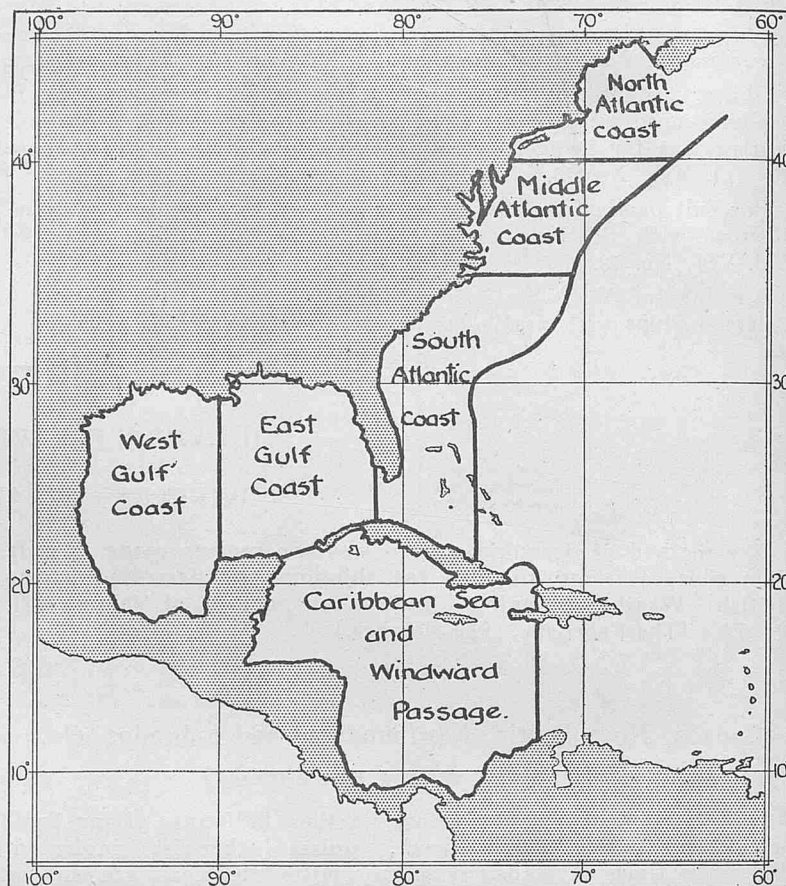 100° 90° 80° 70° 60°
North
Atlantic
coast
40° 40
Middle
Atlantic
Coast
South
Atlantic
Coast
30° 30
West
Gulf
Coast
East
Gulf
Coast
20° 20
Caribbean Sea
and
Windward
Passage.
10° 10
100° 90° 80° 70° 60°